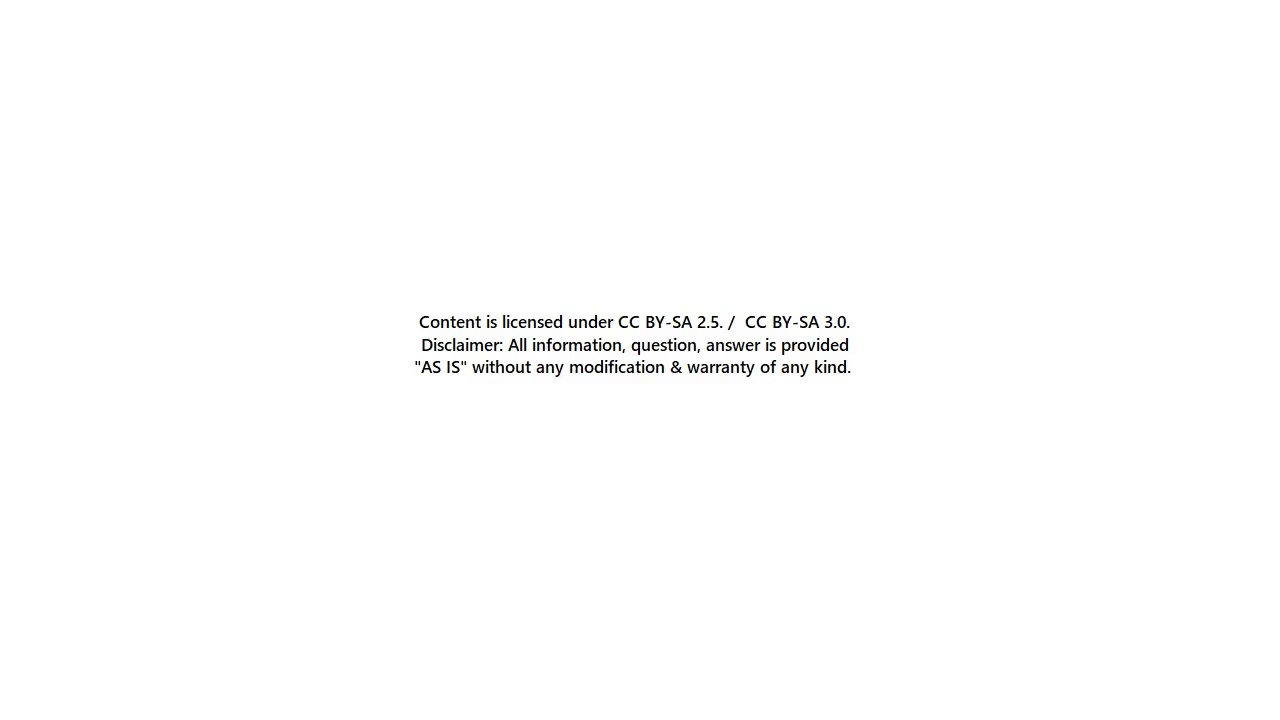 Content is licensed under CC BY-SA 2.5. /  CC BY-SA 3.0.
Disclaimer: All information, question, answer is provided
"AS IS" without any modification & warranty of any kind.